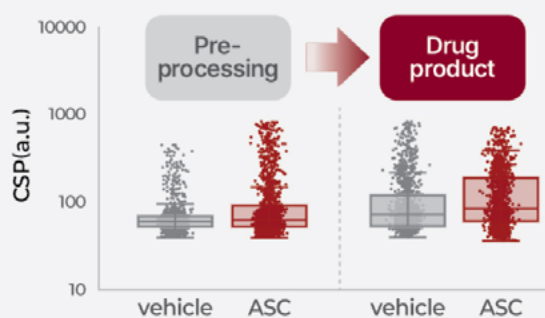 10000
1000
100
10
CSP(a.u.)
Pre-
processing
Drug
product
vehicle
ASC
vehicle
ASC